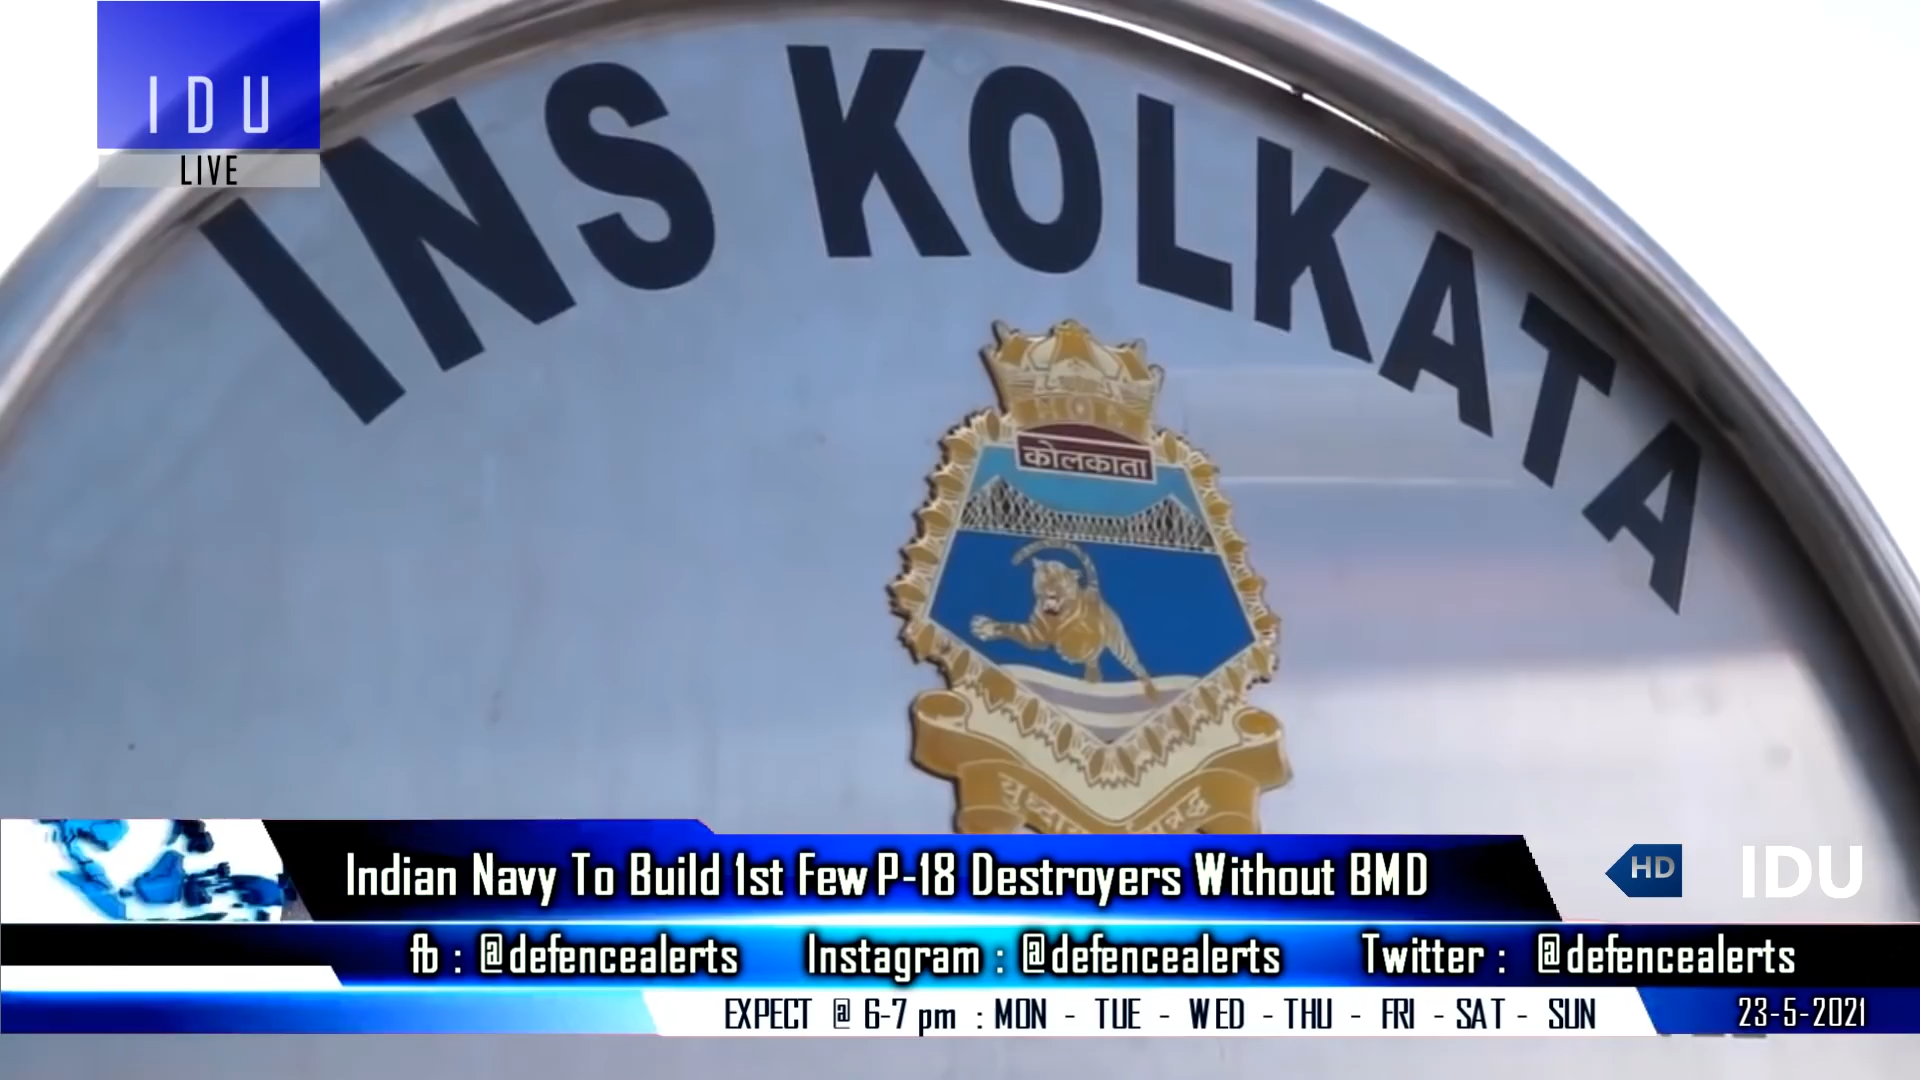 IDU
LIVE
INS KOLKATA
कोलकाता
Indian Navy To Build 1st Few P-18 Destroyers Without BMD
HD
IDU
fb : @defencealerts Instagram : @defencealerts Twitter : @defencealerts
EXPECT @ 6-7 pm : MON - TUE - WED - THU - FRI - SAT - SUN
23-5-2021